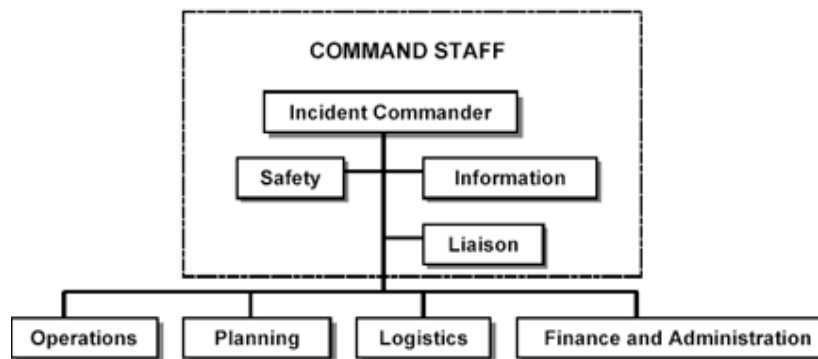 COMMAND STAFF
Incident Commander
Safety
Information
Liaison
Operations
Planning
Logistics
Finance and Administration